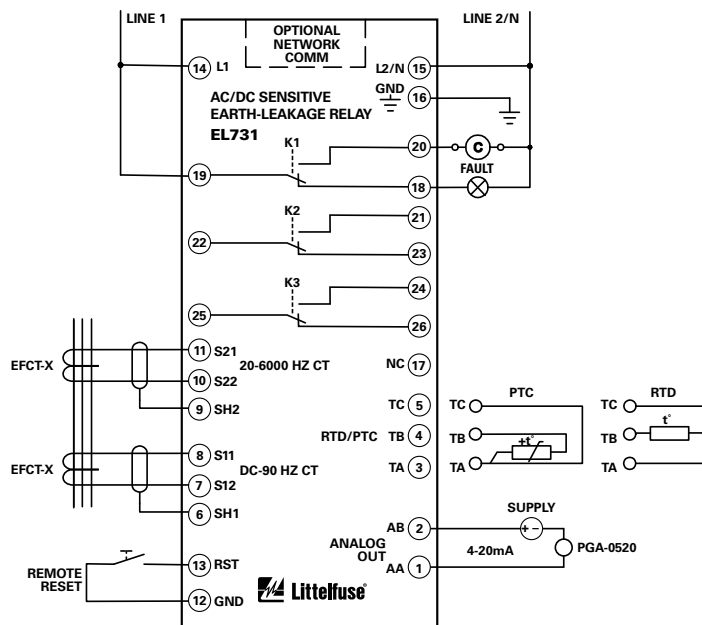 LINE 1
LINE 2/N
OPTIONAL
NETWORK
COMM
14 L1
L2/N 15
GND 16
AC/DC SENSITIVE
EARTH-LEAKAGE RELAY
EL731
K1
19
20
C
FAULT
18
K2
21
22
23
K3
24
25
26
EFCT-X
11 S21
10 S22
9 SH2
20-6000 HZ CT
NC 17
EFCT-X
8 S11
7 S12
6 SH1
DC-90 HZ CT
RTD/PTC
TC 5
TB 4
TA 3
PTC
TC
TB
TA
+t°
RTD
TC
TB
TA
t°
ANALOG
OUT
AB 2
AA 1
SUPPLY
+ -
4-20mA
PGA-0520
REMOTE
RESET
13 RST
12 GND
Littelfuse®